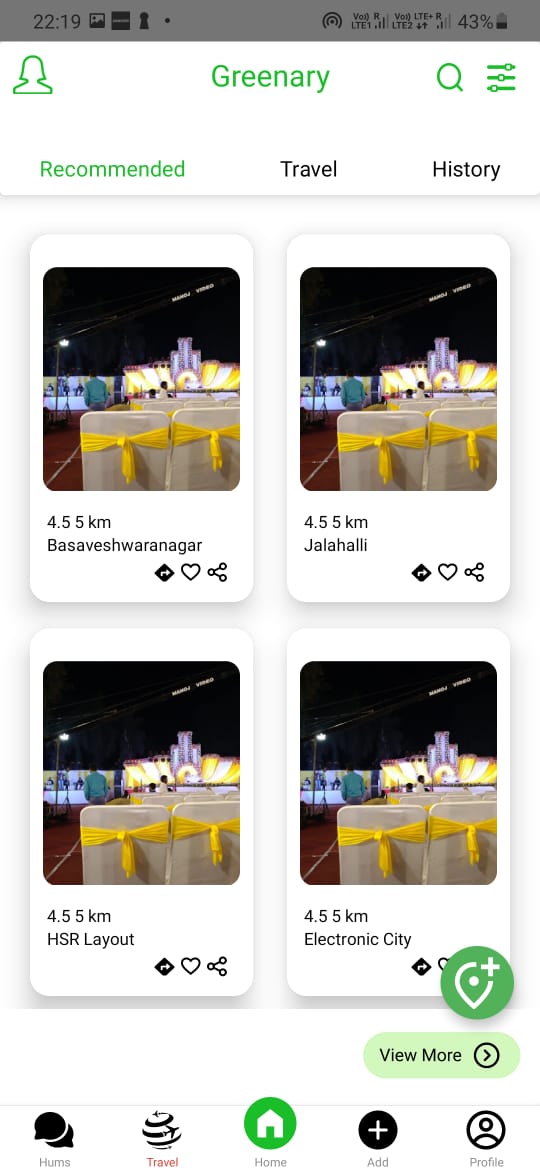 22:19 Vo) R Vo) LTE+ R 43%
LTE1 LTE2
Greenary
Recommended Travel History
MANOJ VIDEO
MANOJ VIDEO
4.5 5 km
Basaveshwaranagar
4.5 5 km
Jalahalli
MANOJ VIDEO
MANOJ VIDEO
4.5 5 km
HSR Layout
4.5 5 km
Electronic City
View More
Hums Travel Home Add Profile